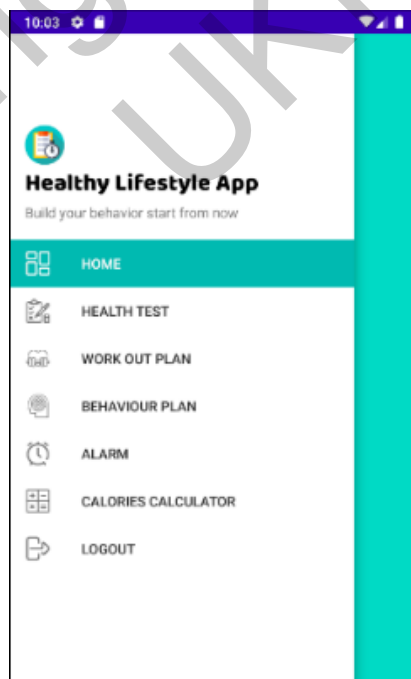 10:03
Healthy Lifestyle App
Build your behavior start from now
HOME
HEALTH TEST
WORK OUT PLAN
BEHAVIOUR PLAN
ALARM
CALORIES CALCULATOR
LOGOUT